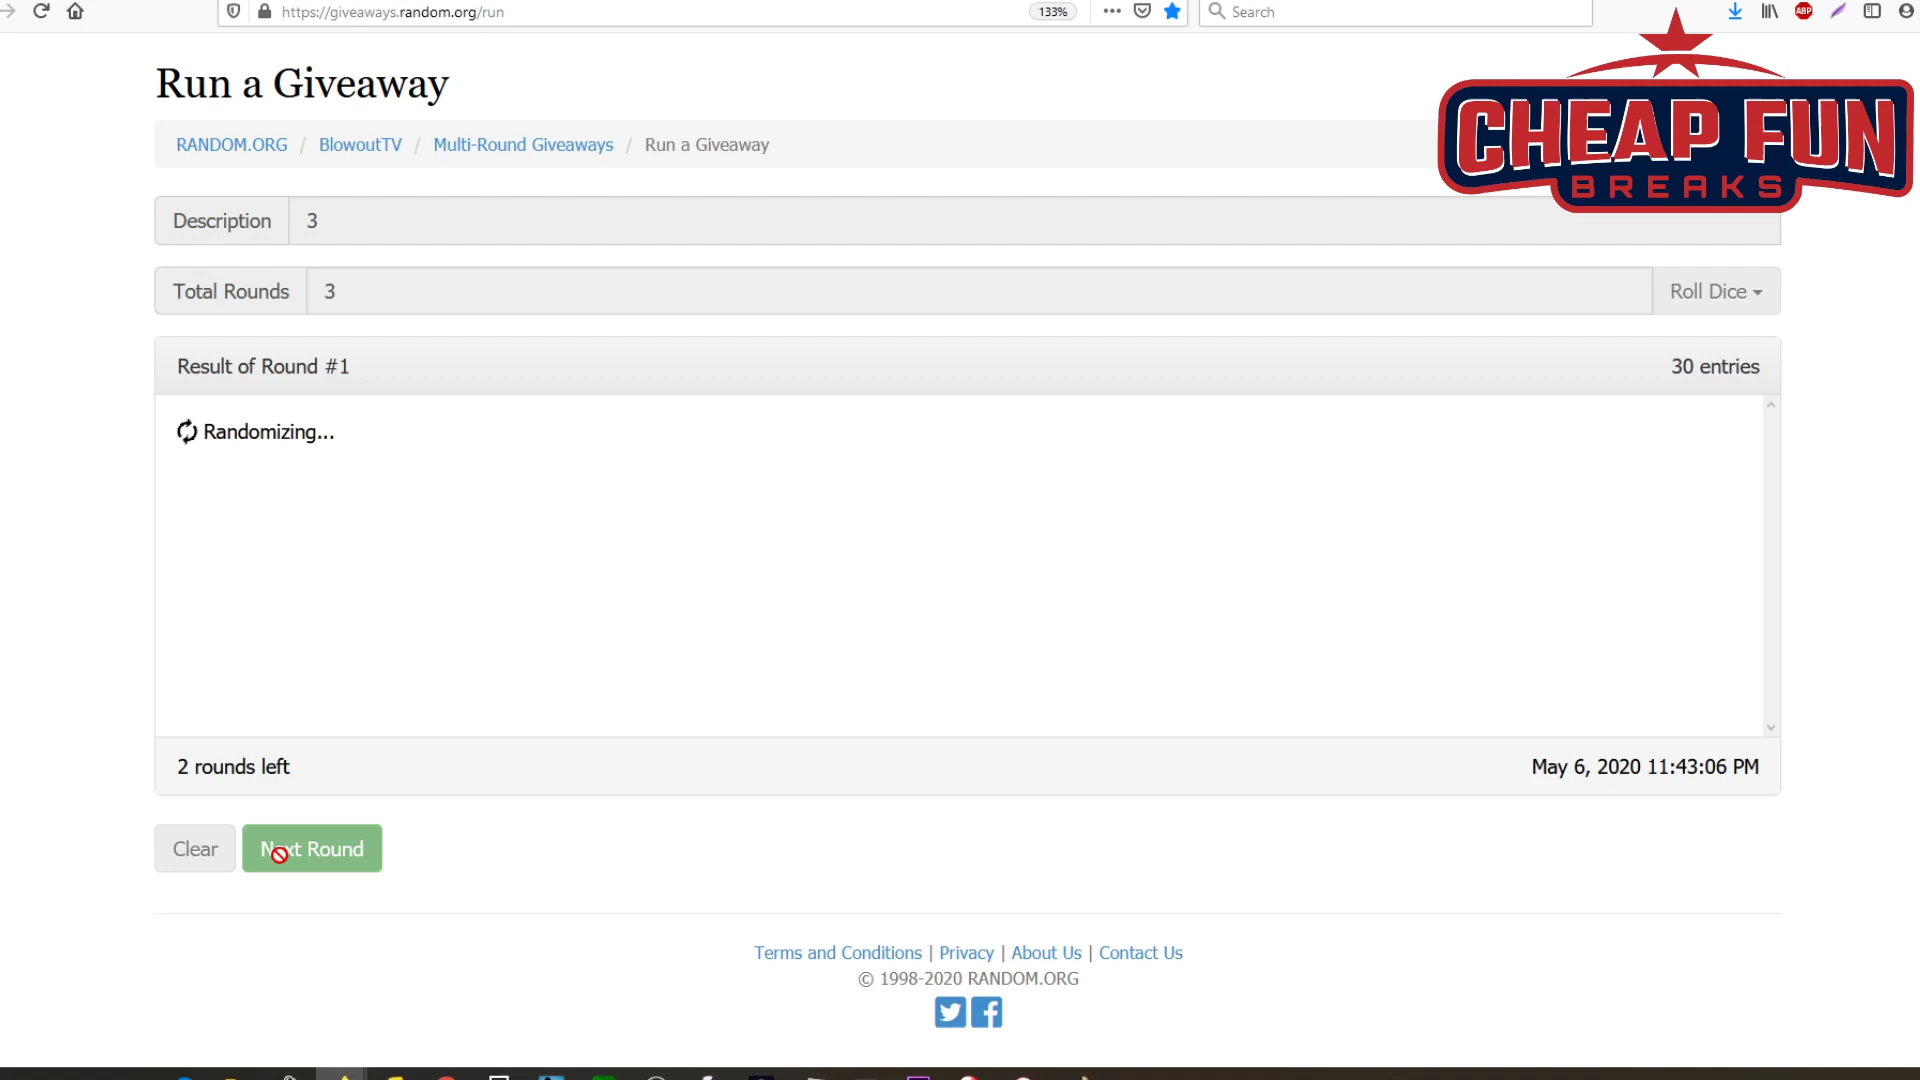 https://giveaways.random.org/run
133%
Search
ABP
CHEAP FUN
BREAKS
Run a Giveaway
RANDOM.ORG / BlowoutTV / Multi-Round Giveaways / Run a Giveaway
Description 3
Total Rounds 3 Roll Dice
Result of Round #1 30 entries
Randomizing...
2 rounds left May 6, 2020 11:43:06 PM
Clear Next Round
Terms and Conditions | Privacy | About Us | Contact Us
© 1998-2020 RANDOM.ORG